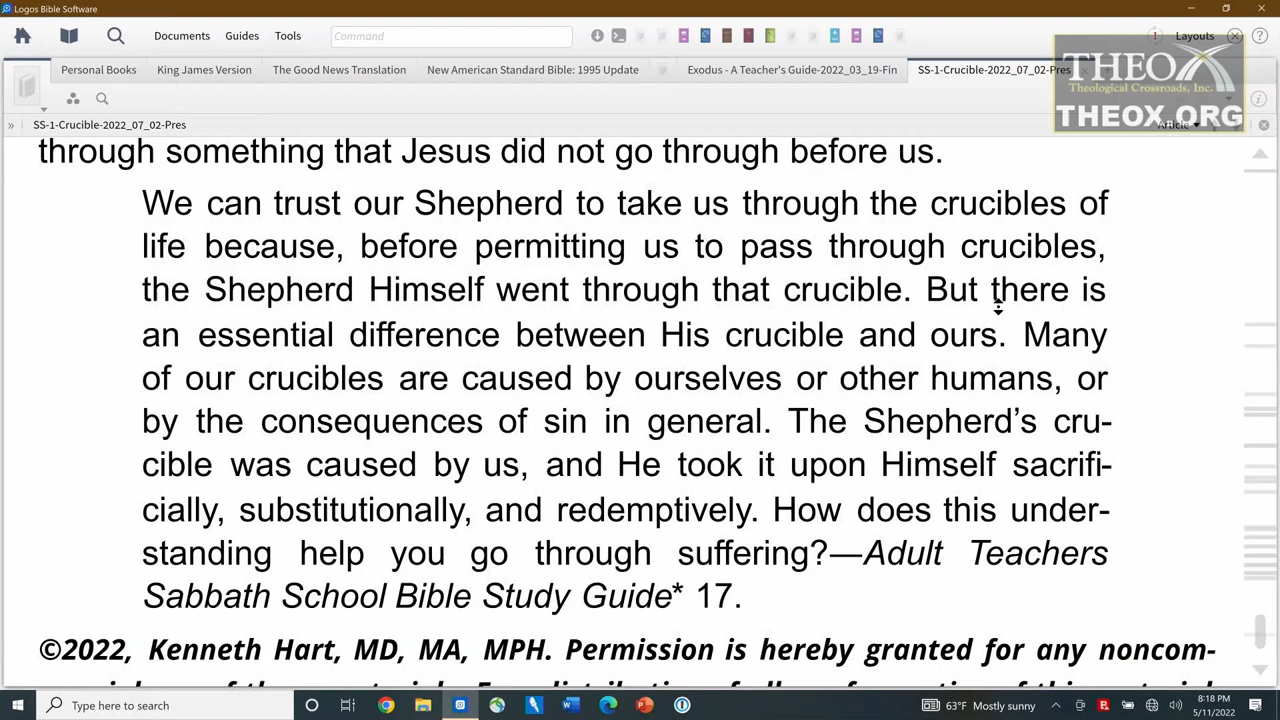 Logos Bible Software
Documents Guides Tools Command Layouts
Personal Books King James Version The Good News Bible New American Standard Bible: 1995 Update Exodus - A Teacher's Guide-2022_03_19-Fin SS-1-Crucible-2022_07_02-Pres
THEOX
Theological Crossroads, Inc.
THEOX.ORG
» SS-1-Crucible-2022_07_02-Pres Article
through something that Jesus did not go through before us.
We can trust our Shepherd to take us through the crucibles of
life because, before permitting us to pass through crucibles,
the Shepherd Himself went through that crucible. But there is
an essential difference between His crucible and ours. Many
of our crucibles are caused by ourselves or other humans, or
by the consequences of sin in general. The Shepherd’s cru-
cible was caused by us, and He took it upon Himself sacrifi-
cially, substitutionally, and redemptively. How does this under-
standing help you go through suffering?—Adult Teachers
Sabbath School Bible Study Guide* 17.
©2022, Kenneth Hart, MD, MA, MPH. Permission is hereby granted for any noncom-
Type here to search 63°F Mostly sunny 8:18 PM
5/11/2022